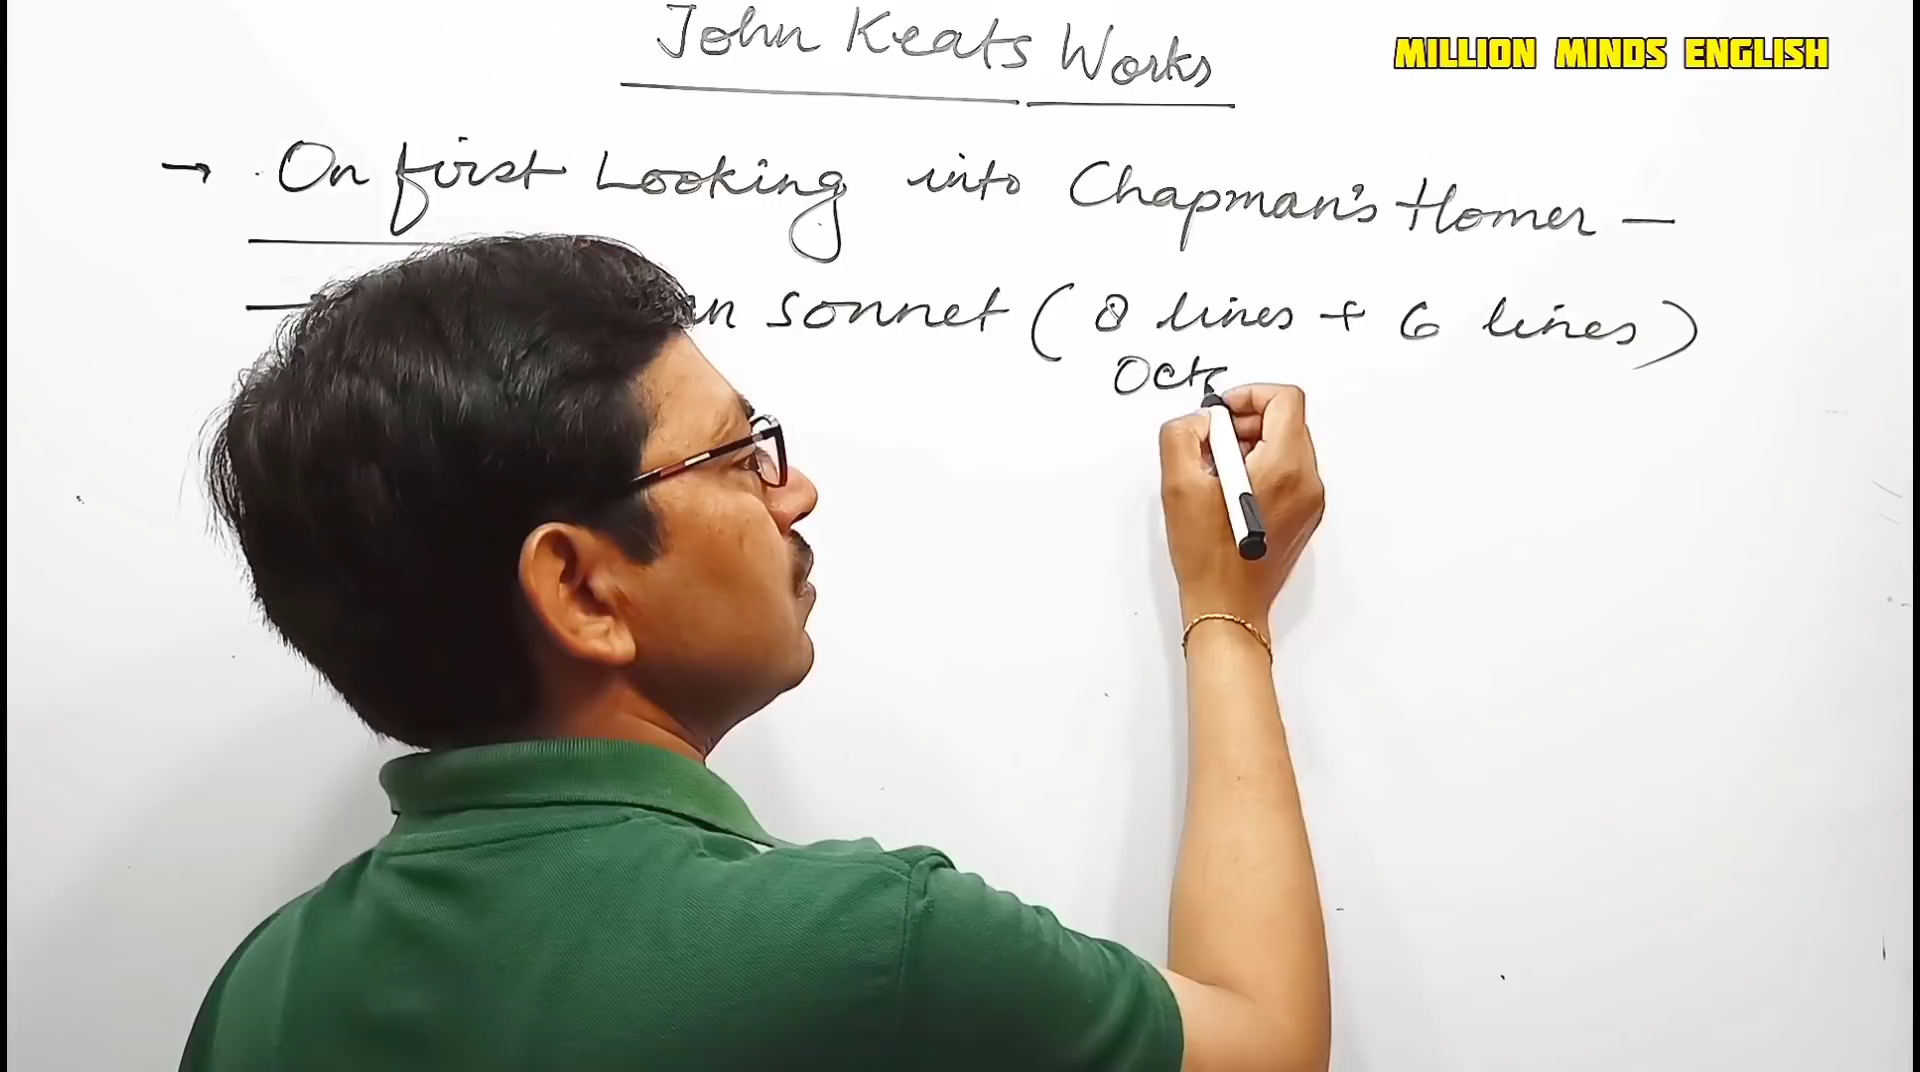 John Keats Works
MILLION MINDS ENGLISH
→ On first Looking into Chapman's Homer —
sonnet ( 8 lines + 6 lines )
Oct